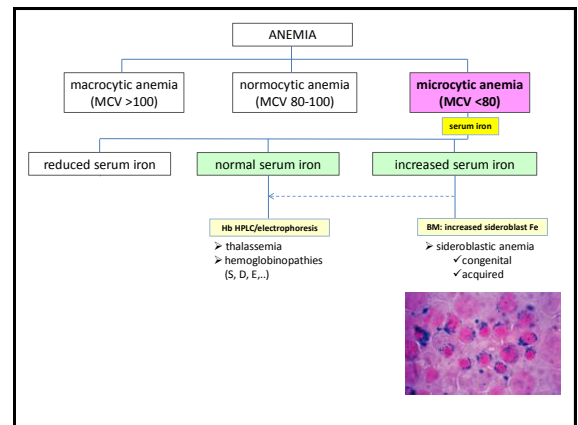 ANEMIA
macrocytic anemia
(MCV >100)
normocytic anemia
(MCV 80-100)
microcytic anemia
(MCV <80)
serum iron
reduced serum iron
normal serum iron
increased serum iron
Hb HPLC/electrophoresis
➢ thalassemia
➢ hemoglobinopathies
(S, D, E,..)
BM: increased sideroblast Fe
➢ sideroblastic anemia
✓congenital
✓acquired